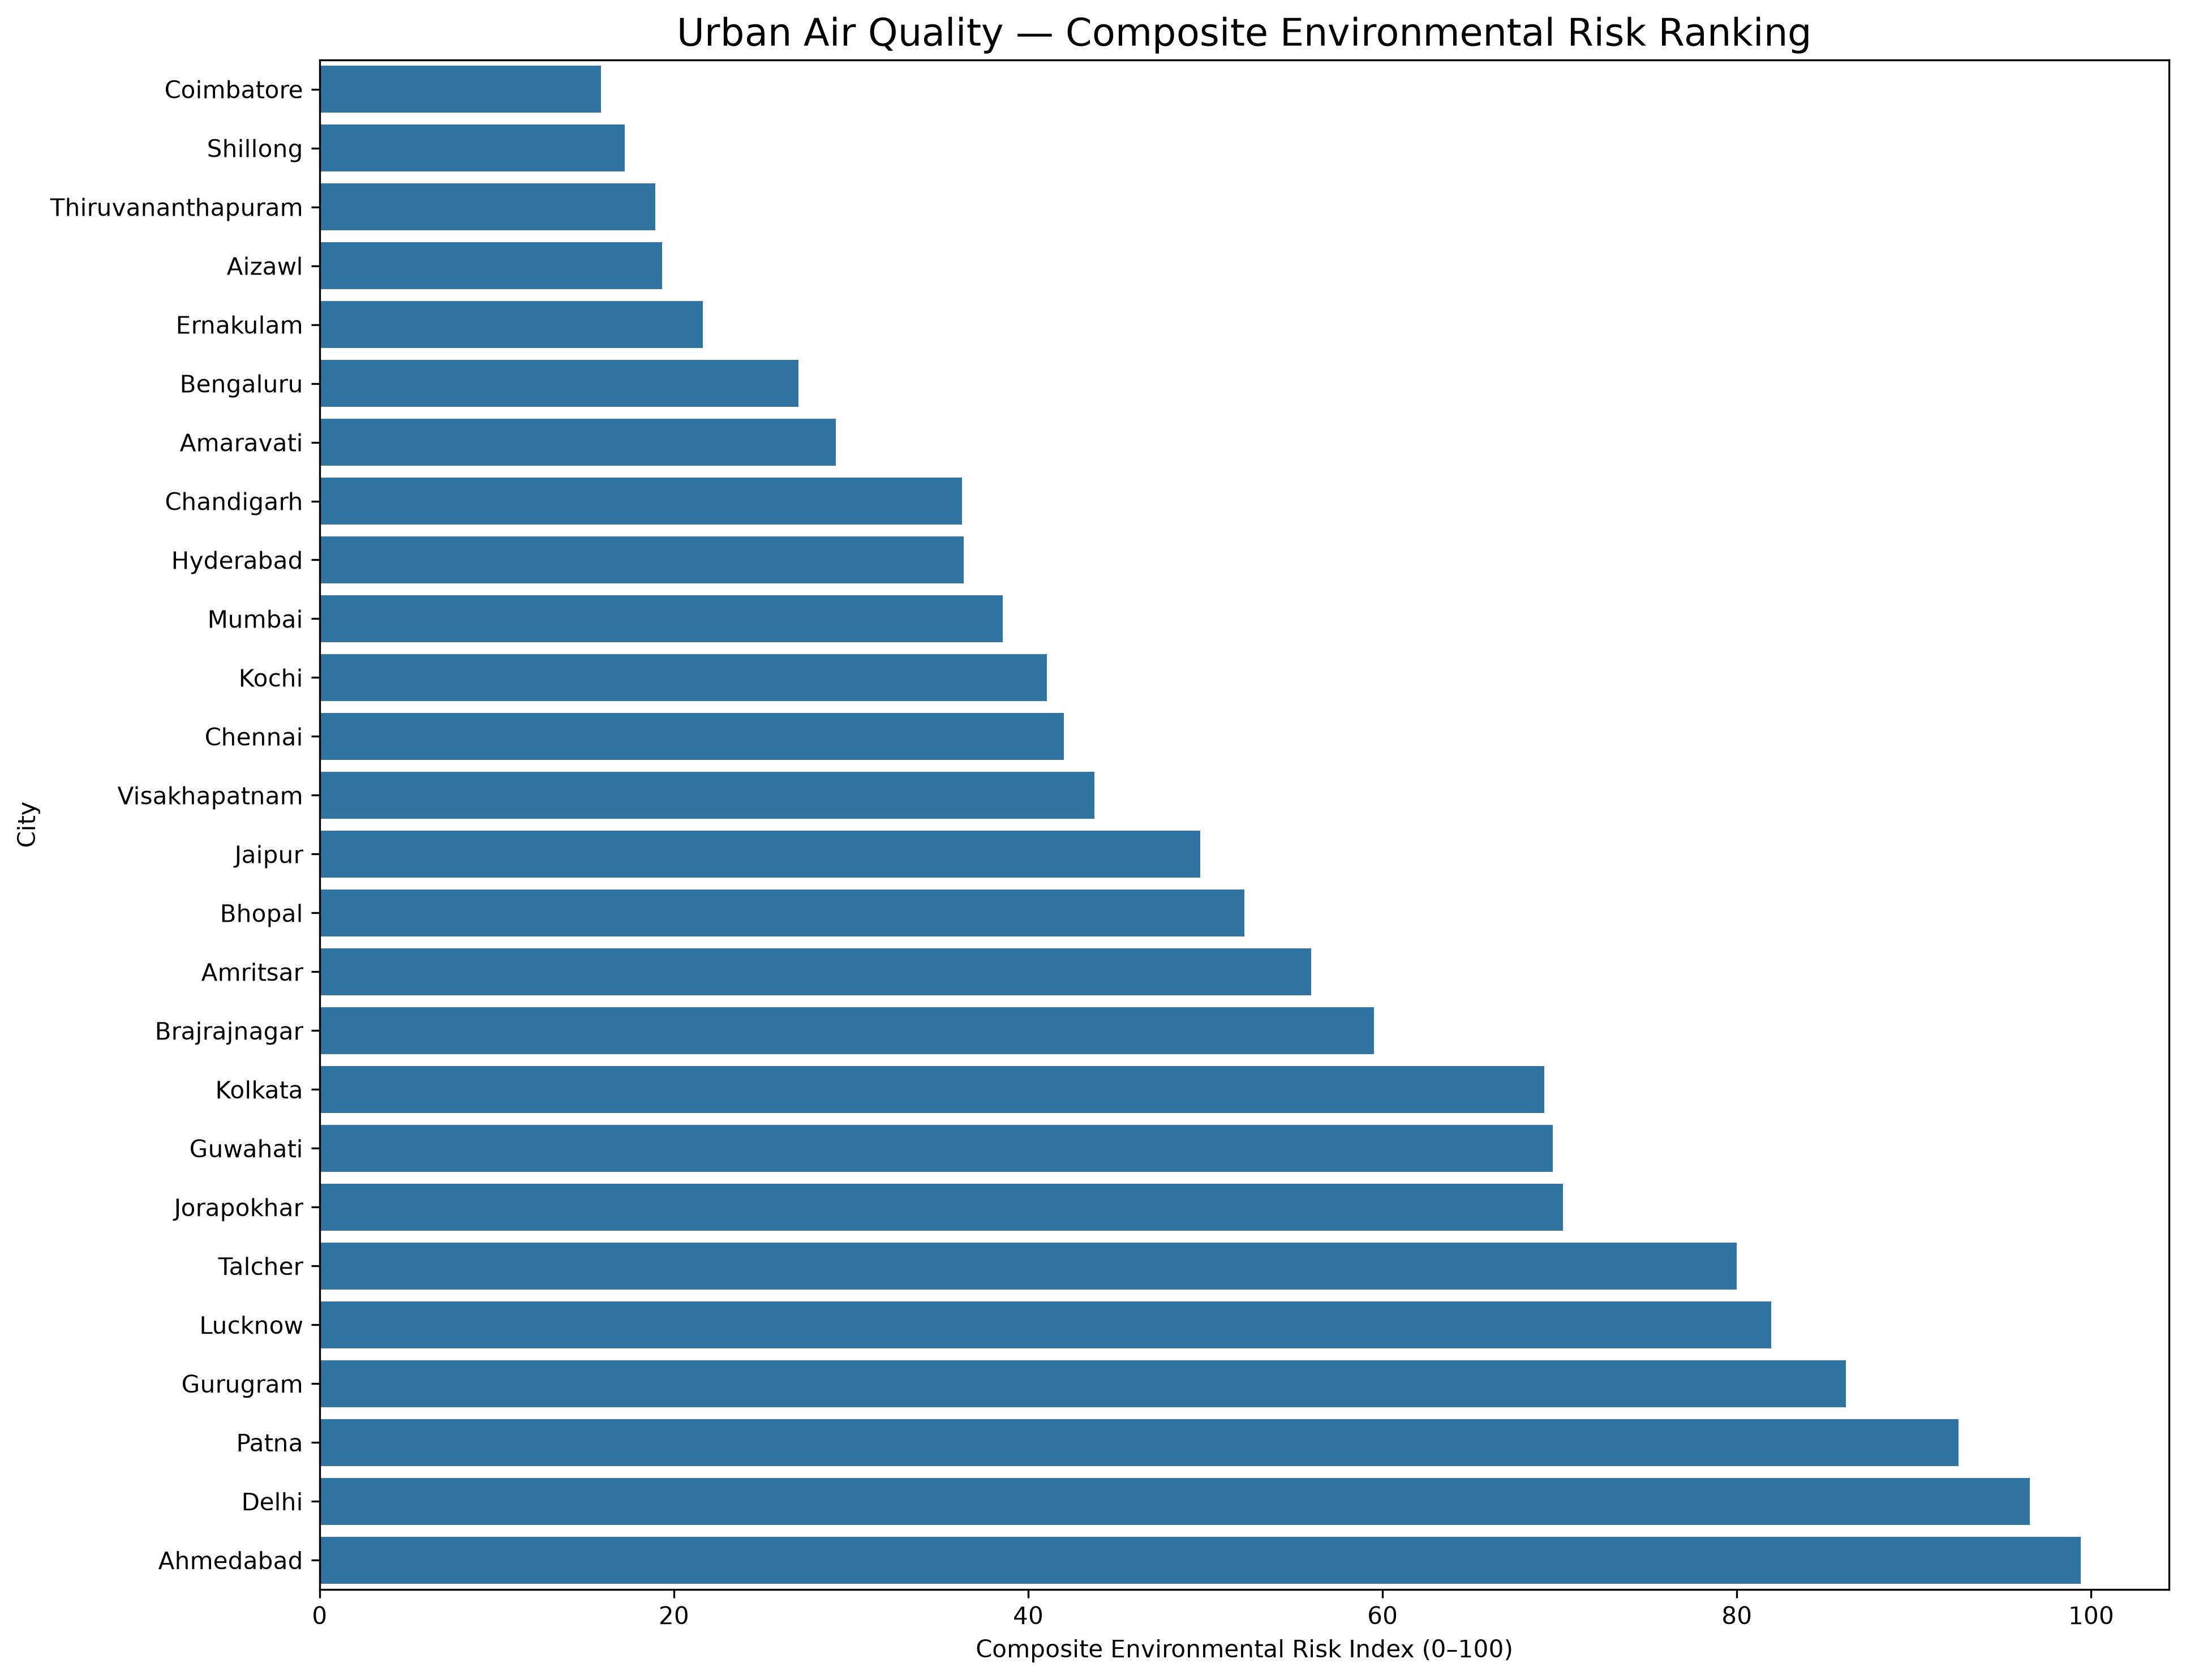 Urban Air Quality — Composite Environmental Risk Ranking
Coimbatore
Shillong
Thiruvananthapuram
Aizawl
Ernakulam
Bengaluru
Amaravati
Chandigarh
Hyderabad
Mumbai
Kochi
Chennai
Visakhapatnam
Jaipur
Bhopal
Amritsar
Brajrajnagar
Kolkata
Guwahati
Jorapokhar
Talcher
Lucknow
Gurugram
Patna
Delhi
Ahmedabad
City
0 20 40 60 80 100
Composite Environmental Risk Index (0–100)